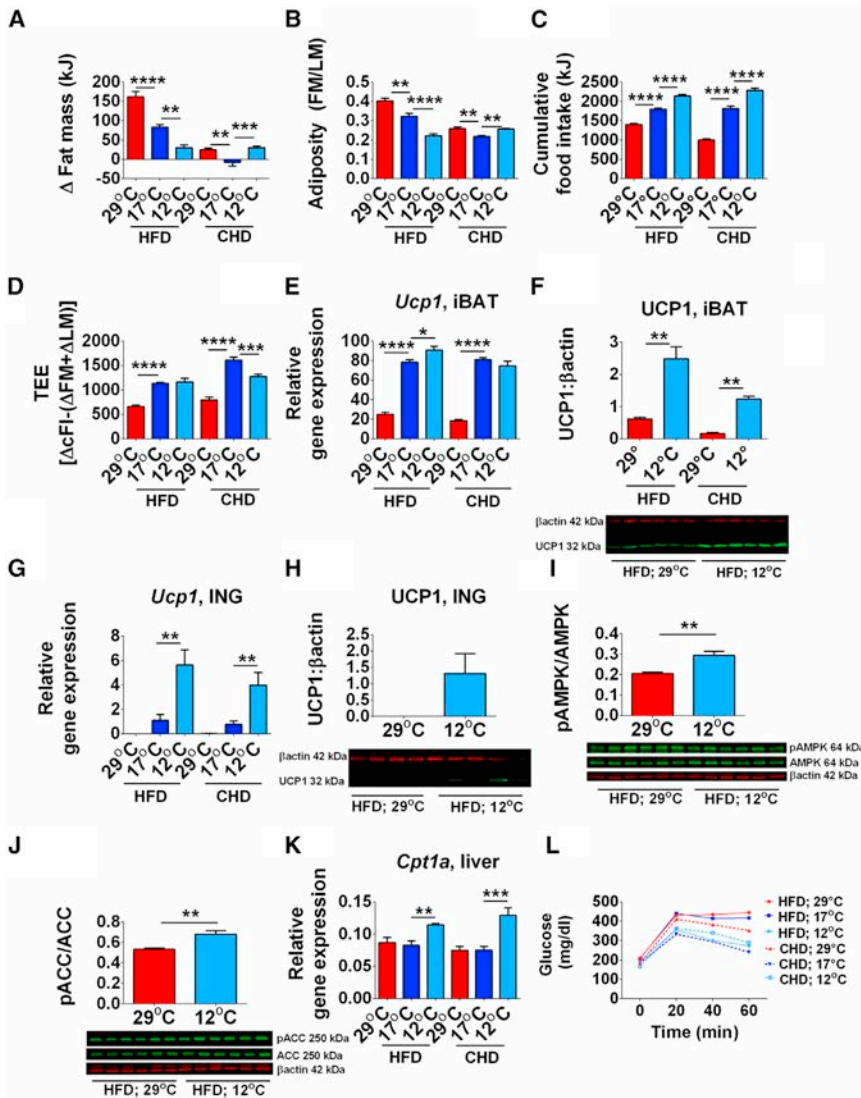 A
Δ Fat mass (kJ)
200
150
100
50
0
-50
****
**
**
***
29°C
17°C
12°C
29°C
17°C
12°C
HFD
CHD
B
Adiposity (FM/LM)
0.5
0.4
0.3
0.2
0.1
0.0
**
****
**
**
29°C
17°C
12°C
29°C
17°C
12°C
HFD
CHD
C
Cumulative
food intake (kJ)
2500
2000
1500
1000
500
0
****
****
****
****
29°C
17°C
12°C
29°C
17°C
12°C
HFD
CHD
D
TEE
[ΔcFI-(ΔFM+ΔLM)]
2000
1500
1000
500
0
****
****
***
29°C
17°C
12°C
29°C
17°C
12°C
HFD
CHD
E
Ucp1, iBAT
Relative
gene expression
100
80
60
40
20
0
****
*
****
29°C
17°C
12°C
29°C
17°C
12°C
HFD
CHD
F
UCP1, iBAT
UCP1:βactin
3
2
1
0
**
**
29°
12°C
29°C
12°
HFD
CHD
βactin 42 kDa
UCP1 32 kDa
HFD; 29°C
HFD; 12°C
G
Ucp1, ING
Relative
gene expression
8
6
4
2
0
**
**
29°C
17°C
12°C
29°C
17°C
12°C
HFD
CHD
H
UCP1, ING
UCP1:βactin
2.5
2.0
1.5
1.0
0.5
0.0
29°C
12°C
βactin 42 kDa
UCP1 32 kDa
HFD; 29°C
HFD; 12°C
I
pAMPK/AMPK
0.4
0.3
0.2
0.1
0.0
**
29°C
12°C
pAMPK 64 kDa
AMPK 64 kDa
βactin 42 kDa
HFD; 29°C
HFD; 12°C
J
pACC/ACC
0.8
0.6
0.4
0.2
0.0
**
29°C
12°C
pACC 250 kDa
ACC 250 kDa
βactin 42 kDa
HFD; 29°C
HFD; 12°C
K
Cpt1a, liver
Relative
gene expression
0.15
0.10
0.05
0.00
**
***
29°C
17°C
12°C
29°C
17°C
12°C
HFD
CHD
L
Glucose
(mg/dl)
500
400
300
200
100
0
0
20
40
60
Time (min)
HFD; 29°C
HFD; 17°C
HFD; 12°C
CHD; 29°C
CHD; 17°C
CHD; 12°C